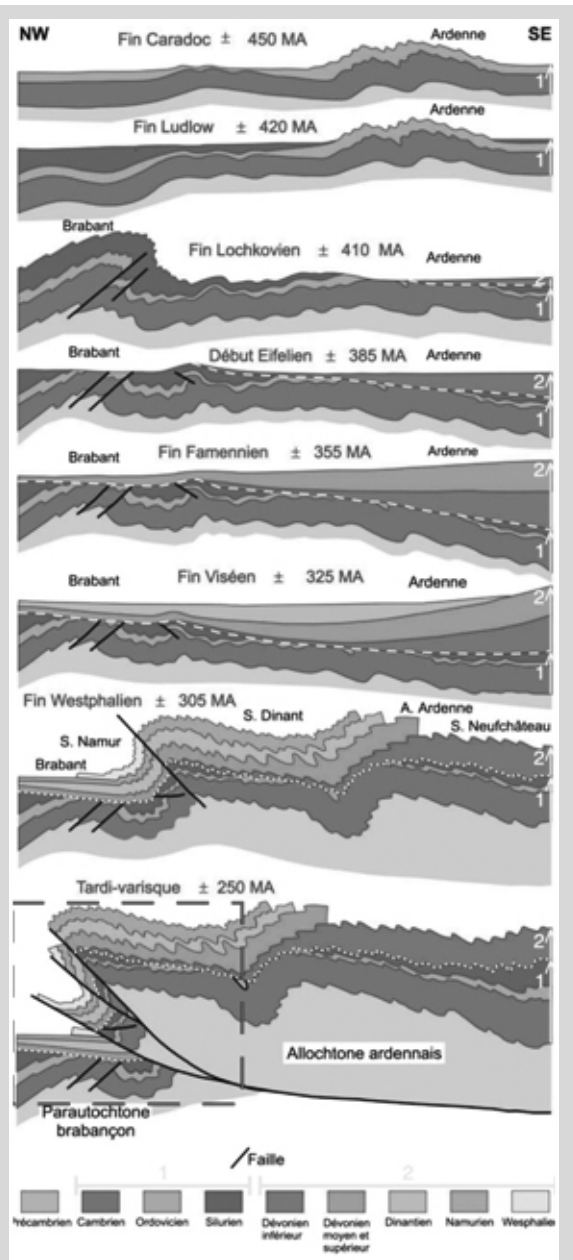 NW
SE
Fin Caradoc ± 450 MA
Ardenne
1
Fin Ludlow ± 420 MA
Ardenne
1
Brabant
Fin Lochkovien ± 410 MA
Ardenne
2
1
Brabant
Début Eifelien ± 385 MA
Ardenne
2
1
Brabant
Fin Famennien ± 355 MA
Ardenne
2
1
Brabant
Fin Viséen ± 325 MA
Ardenne
2
1
Fin Westphalien ± 305 MA
S. Namur
Brabant
S. Dinant
A. Ardenne
S. Neufchâteau
2
1
Tardi-varisque ± 250 MA
2
1
Allochtone ardennais
Parautochtone
brabançon
Faille
1
2
Précambrien Cambrien Ordovicien Silurien Dévonien Dévonien Dinantien Namurien Westphalie
inférieur moyen et
supérieur